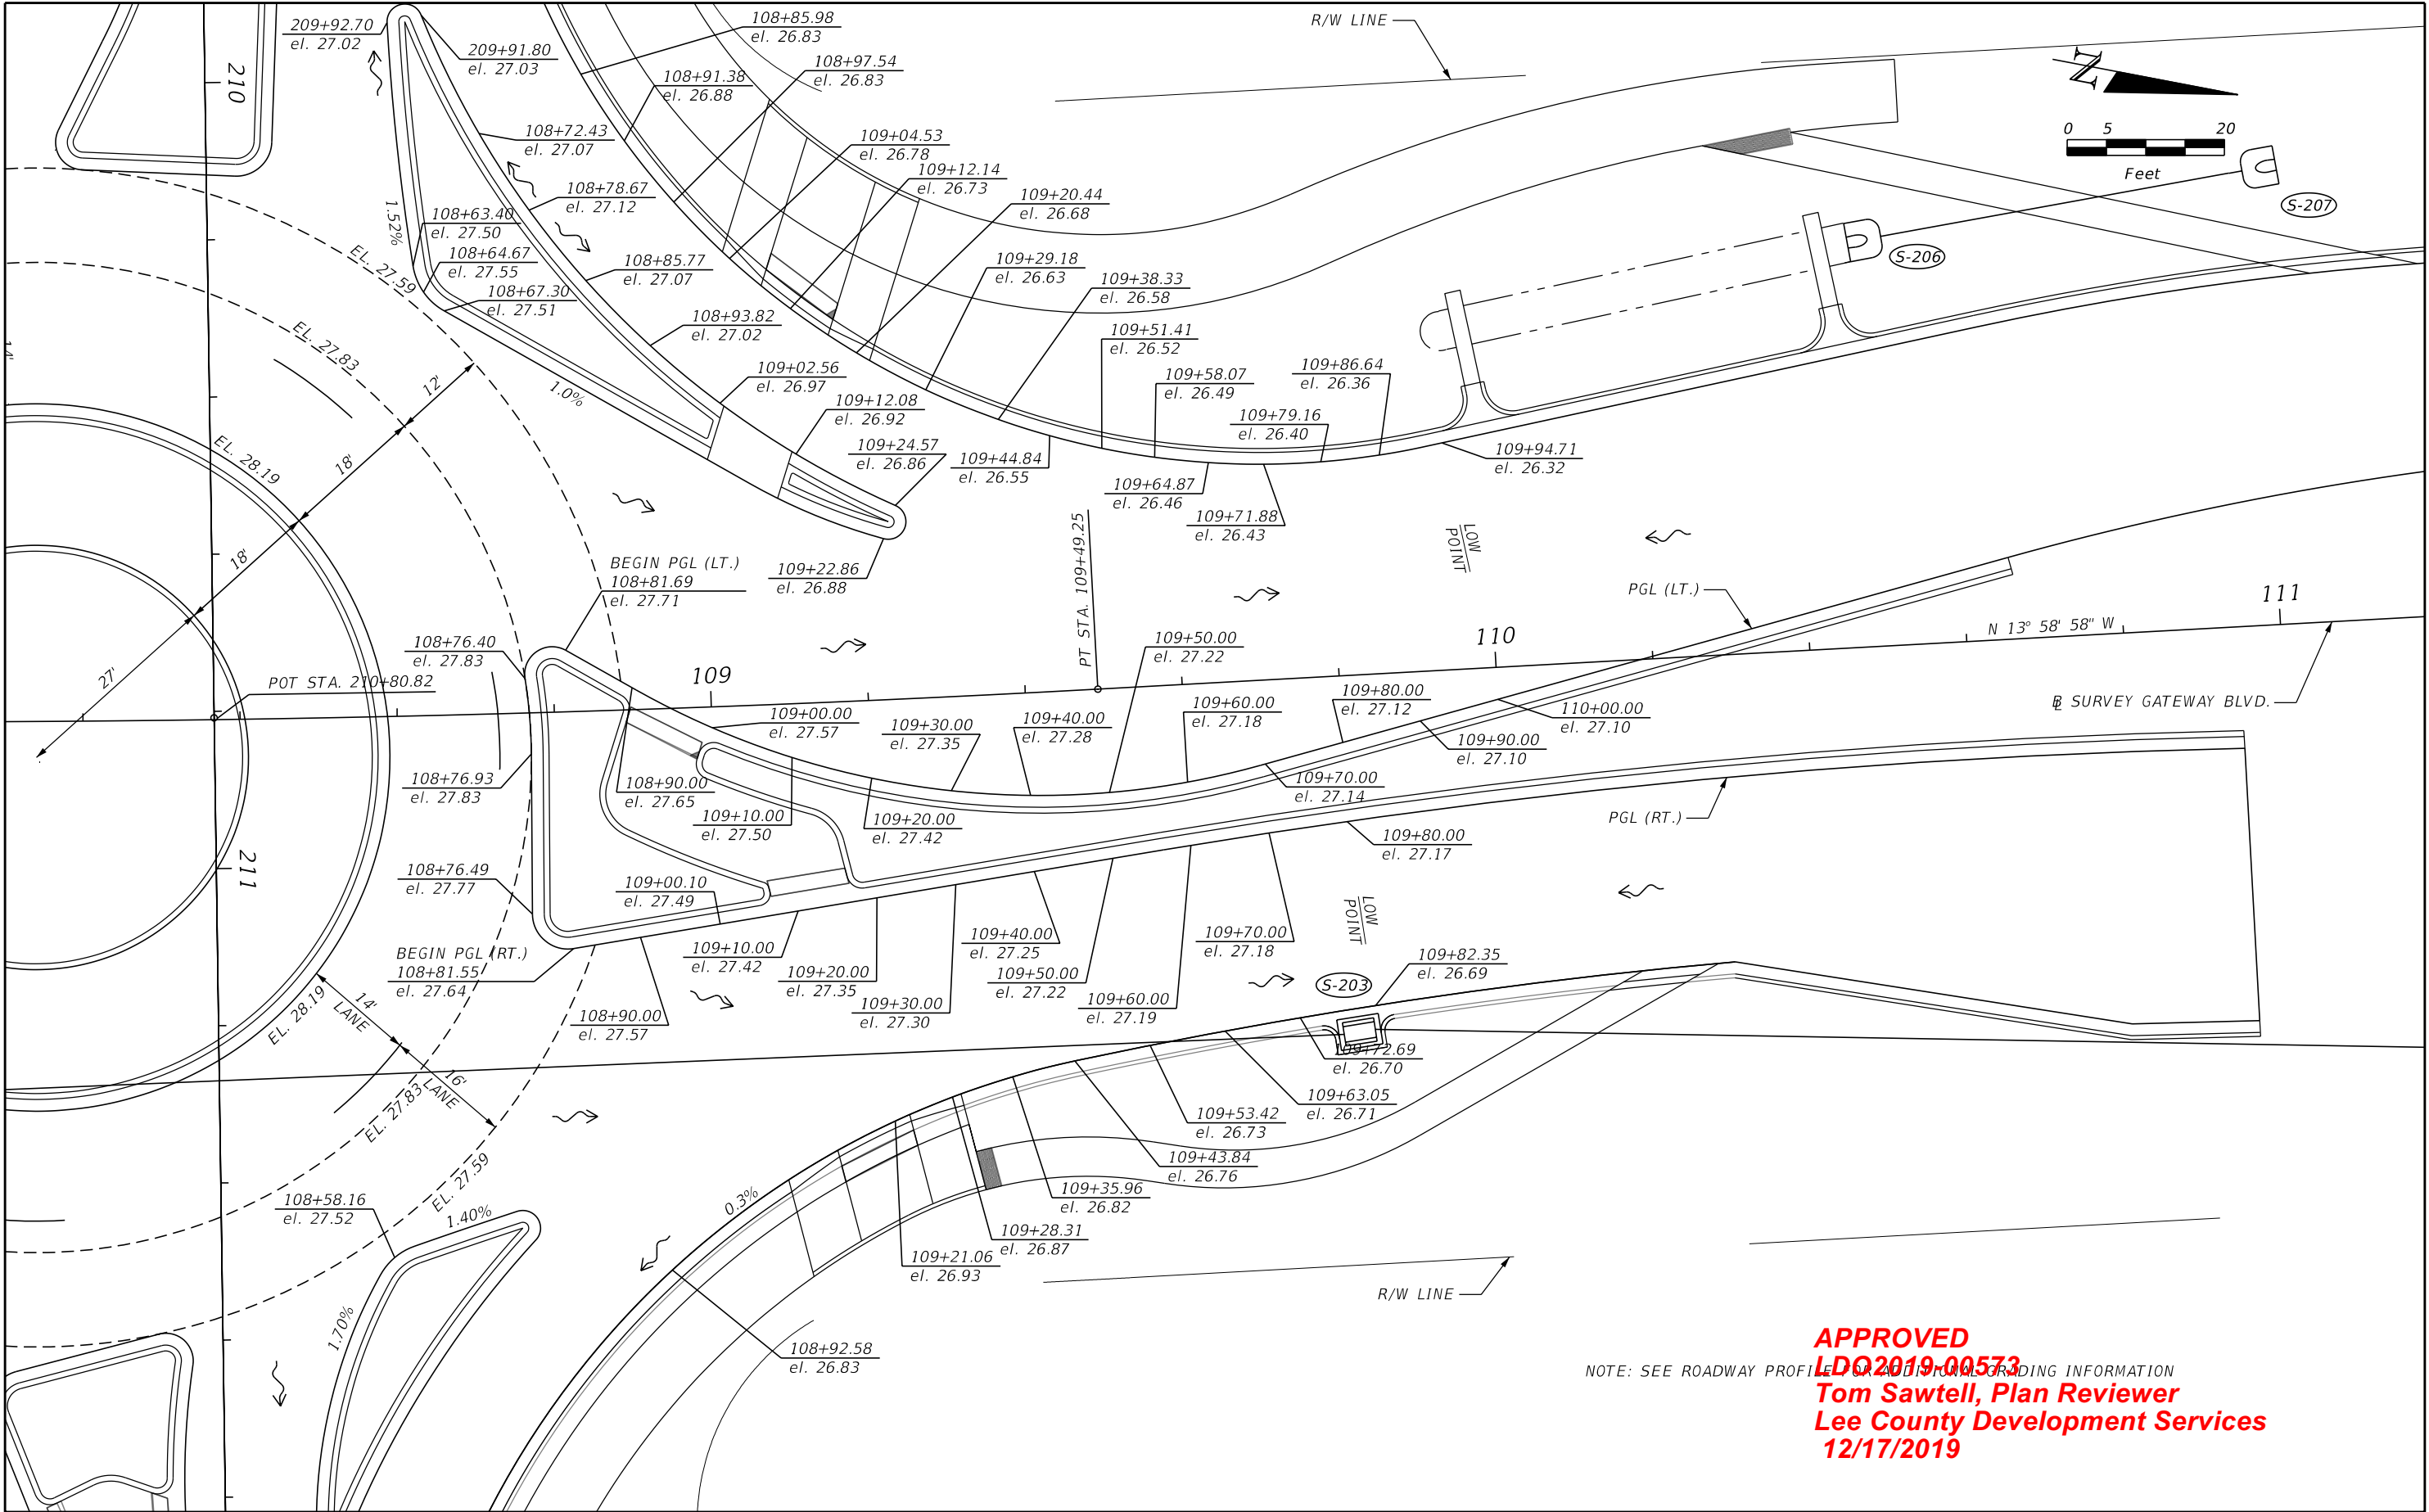 209+92.70
el. 27.02
209+91.80
el. 27.03
210
108+85.98
el. 26.83
108+91.38
el. 26.88
108+97.54
el. 26.83
R/W LINE
N
0 5 20
Feet
S-207
S-206
108+72.43
el. 27.07
109+04.53
el. 26.78
109+12.14
el. 26.73
108+78.67
el. 27.12
109+20.44
el. 26.68
1.52%
108+63.40
el. 27.50
108+64.67
el. 27.55
108+67.30
el. 27.51
108+85.77
el. 27.07
109+29.18
el. 26.63
109+38.33
el. 26.58
EL. 27.59
EL. 27.83
14'
108+93.82
el. 27.02
109+51.41
el. 26.52
109+02.56
el. 26.97
109+58.07
el. 26.49
109+86.64
el. 26.36
12'
1.0%
109+12.08
el. 26.92
109+79.16
el. 26.40
EL. 28.19
18'
109+24.57
el. 26.86
109+44.84
el. 26.55
109+94.71
el. 26.32
109+64.87
el. 26.46
109+71.88
el. 26.43
18'
BEGIN PGL (LT.)
108+81.69
el. 27.71
109+22.86
el. 26.88
PT STA. 109+49.25
LOW
POINT
PGL (LT.)
111
N 13° 58' 58" W
110
108+76.40
el. 27.83
109+50.00
el. 27.22
27'
POT STA. 210+80.82
109
109+00.00
el. 27.57
109+30.00
el. 27.35
109+40.00
el. 27.28
109+60.00
el. 27.18
109+80.00
el. 27.12
110+00.00
el. 27.10
109+90.00
el. 27.10
B SURVEY GATEWAY BLVD.
108+76.93
el. 27.83
108+90.00
el. 27.65
109+70.00
el. 27.14
109+10.00
el. 27.50
109+20.00
el. 27.42
PGL (RT.)
109+80.00
el. 27.17
211
108+76.49
el. 27.77
109+00.10
el. 27.49
BEGIN PGL (RT.)
108+81.55
el. 27.64
109+10.00
el. 27.42
109+20.00
el. 27.35
109+30.00
el. 27.30
109+40.00
el. 27.25
109+50.00
el. 27.22
109+60.00
el. 27.19
109+70.00
el. 27.18
LOW
POINT
109+82.35
el. 26.69
S-203
108+90.00
el. 27.57
EL. 28.19
14'
LANE
16'
LANE
EL. 27.83
EL. 27.59
109+72.69
el. 26.70
109+63.05
el. 26.71
109+53.42
el. 26.73
109+43.84
el. 26.76
109+35.96
el. 26.82
109+28.31
el. 26.87
109+21.06
el. 26.93
108+58.16
el. 27.52
1.40%
0.3%
1.70%
108+92.58
el. 26.83
R/W LINE
NOTE: SEE ROADWAY PROFILE FOR ADDITIONAL GRADING INFORMATION
APPROVED
LDO2019-00573
Tom Sawtell, Plan Reviewer
Lee County Development Services
12/17/2019